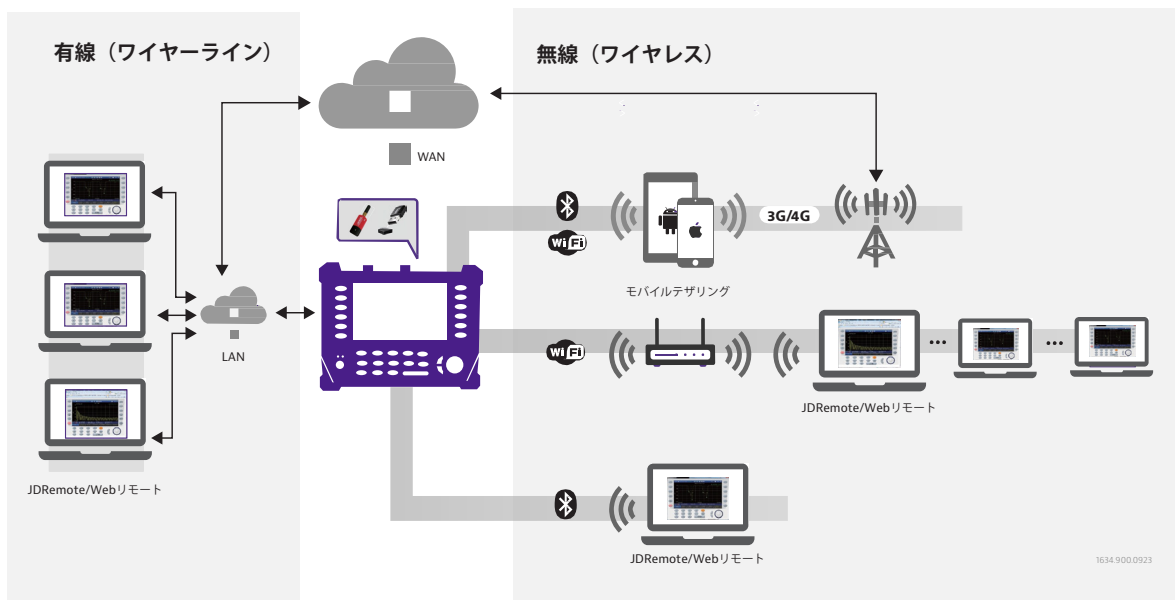 有線（ワイヤーライン）
無線（ワイヤレス）
WAN
3G/4G
WiFi
モバイルテザリング
LAN
WiFi
JDRemote/Webリモート
JDRemote/Webリモート
JDRemote/Webリモート
1634.900.0923